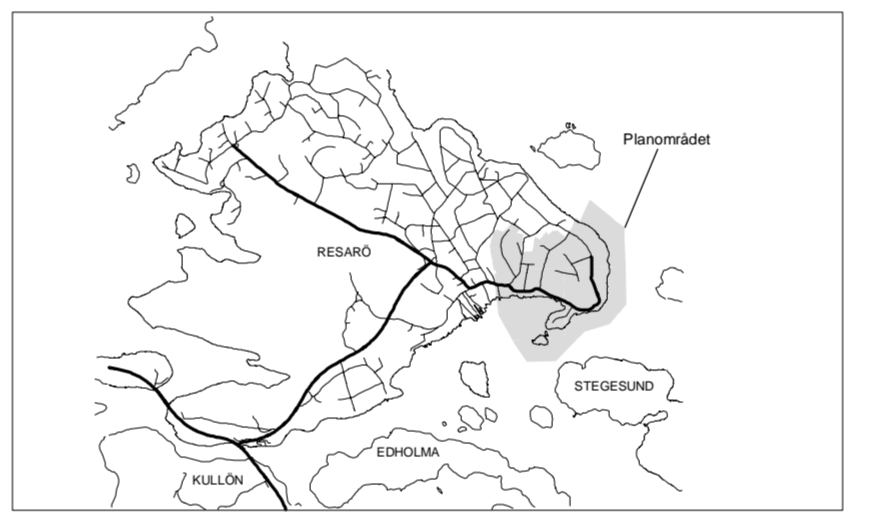 Planområdet
RESARÖ
STEGESUND
EDHOLMA
KULLÖN